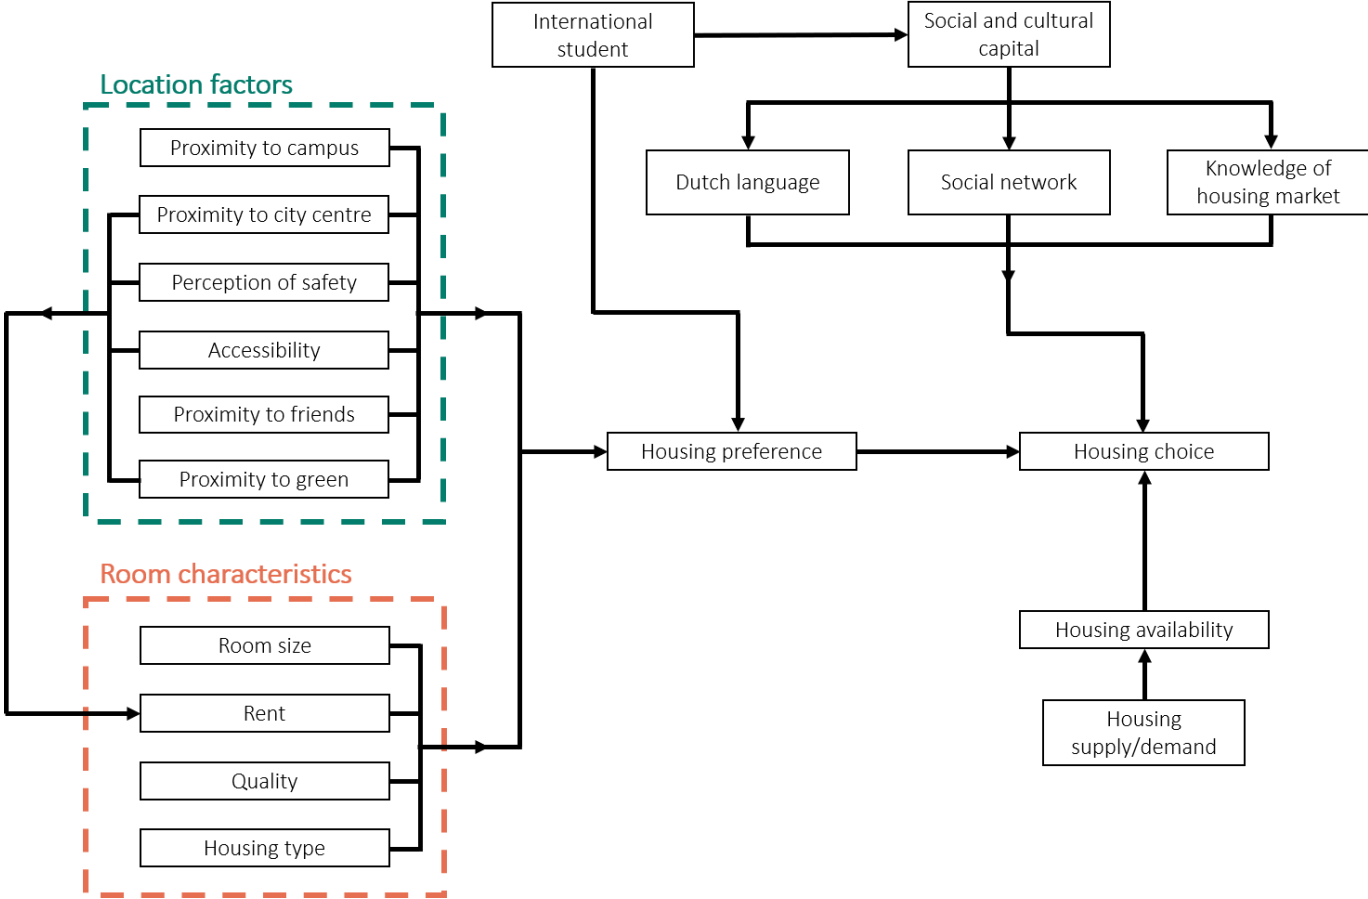 International
student
Social and cultural
capital
Location factors
Proximity to campus
Proximity to city centre
Perception of safety
Accessibility
Proximity to friends
Proximity to green
Dutch language
Social network
Knowledge of
housing market
Housing preference
Housing choice
Room characteristics
Room size
Rent
Quality
Housing type
Housing availability
Housing
supply/demand